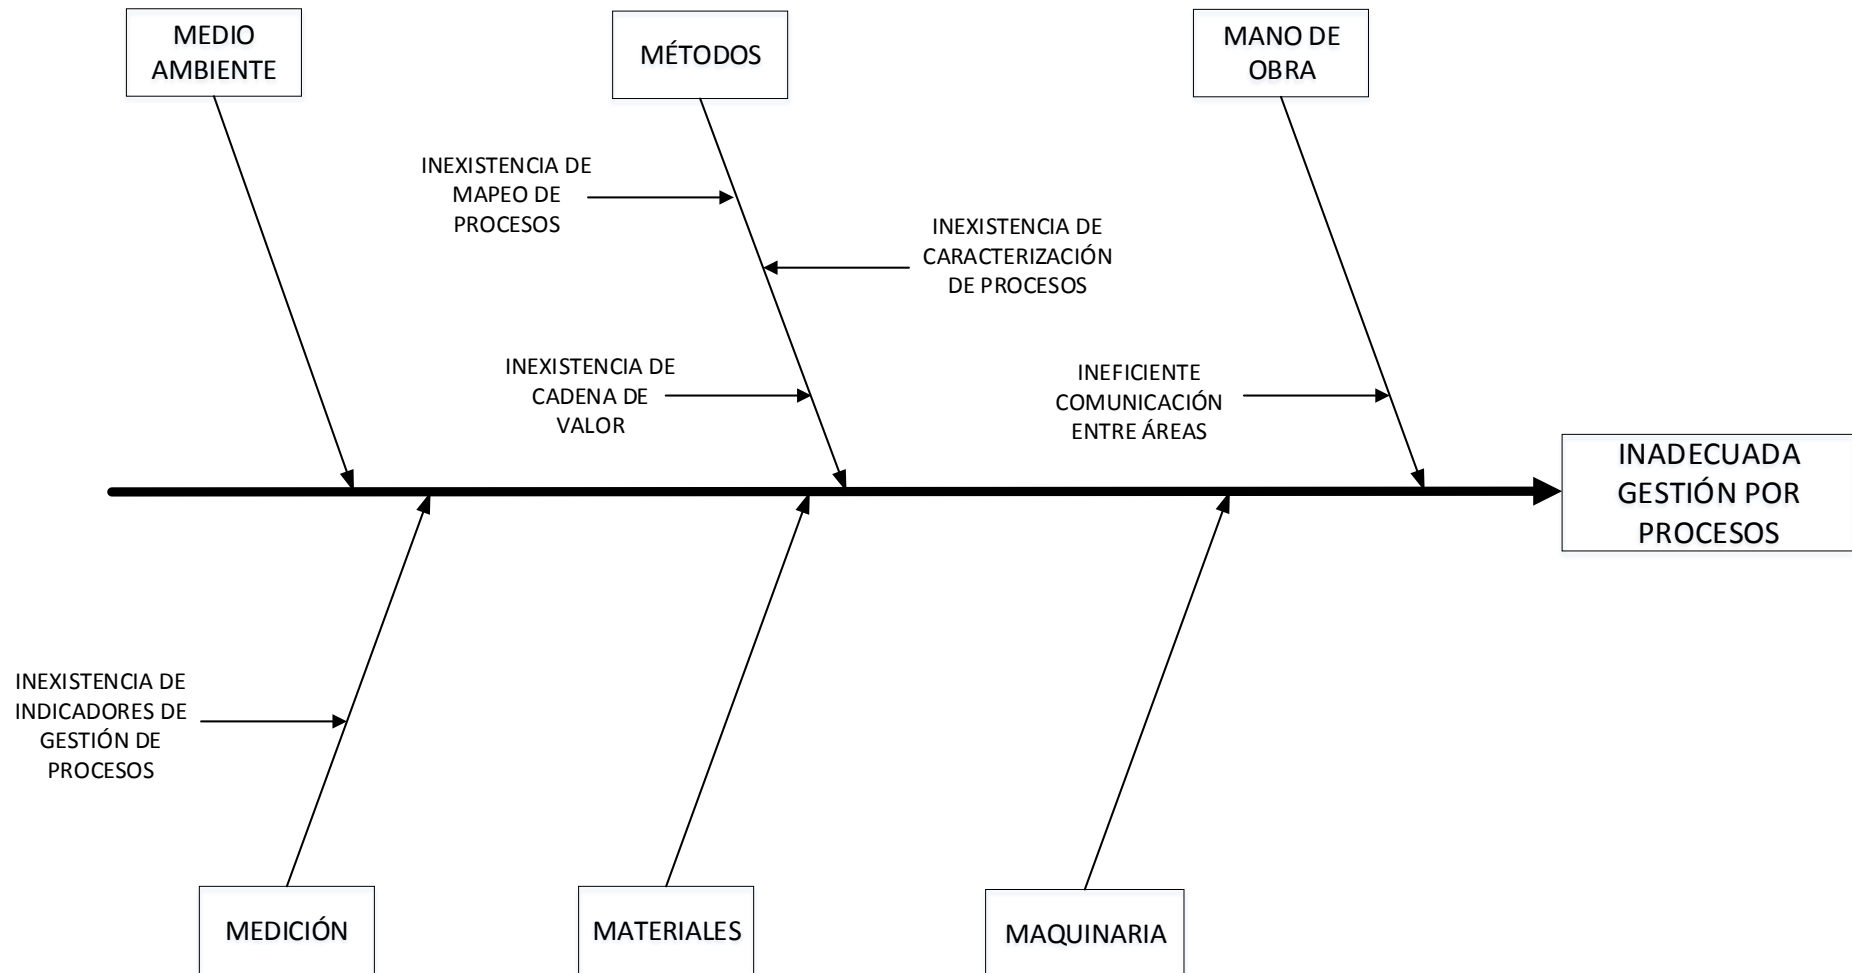 MEDIO
AMBIENTE
MÉTODOS
MANO DE
OBRA
INEXISTENCIA DE
MAPEO DE
PROCESOS
INEXISTENCIA DE
CARACTERIZACIÓN
DE PROCESOS
INEXISTENCIA DE
CADENA DE
VALOR
INEFICIENTE
COMUNICACIÓN
ENTRE ÁREAS
INADECUADA
GESTIÓN POR
PROCESOS
INEXISTENCIA DE
INDICADORES DE
GESTIÓN DE
PROCESOS
MEDICIÓN
MATERIALES
MAQUINARIA